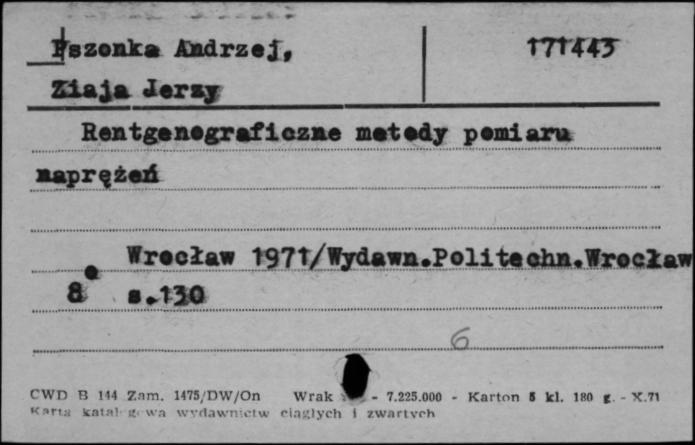 Pszonka Andrzej, 171443
Ziaja Jerzy
Rentgenograficzne metody pomiaru
naprężeń
Wrocław 1971/Wydawn.Politechn.Wrocław
8° s.130
6
CWD B 144 Zam. 1475/DW/On Wrak - 7.225.000 - Karton 5 kl. 180 g. - X.71
Karta katalogowa wydawnictw ciągłych i zwartych